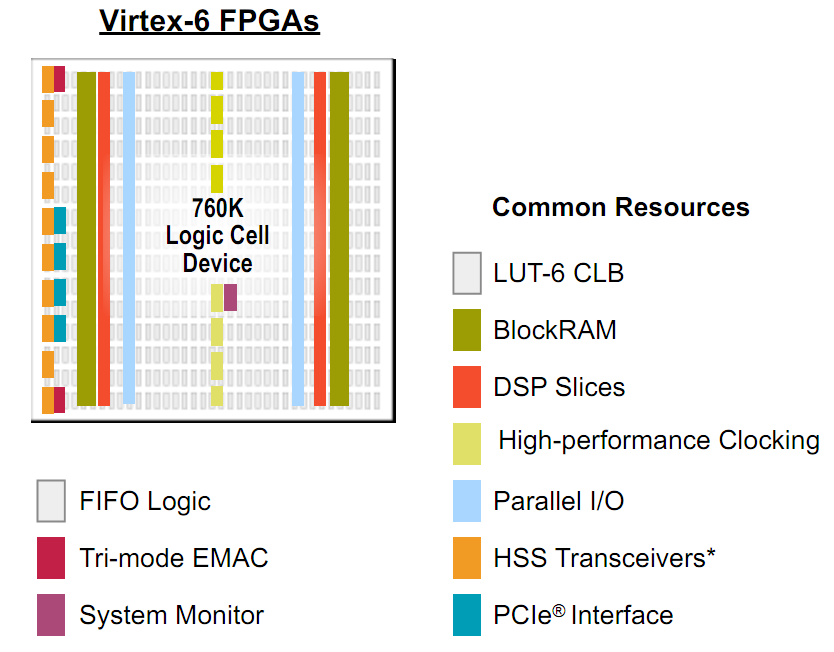 Virtex-6 FPGAs
760K
Logic Cell
Device
Common Resources
LUT-6 CLB
BlockRAM
DSP Slices
High-performance Clocking
Parallel I/O
HSS Transceivers*
PCIe® Interface
FIFO Logic
Tri-mode EMAC
System Monitor